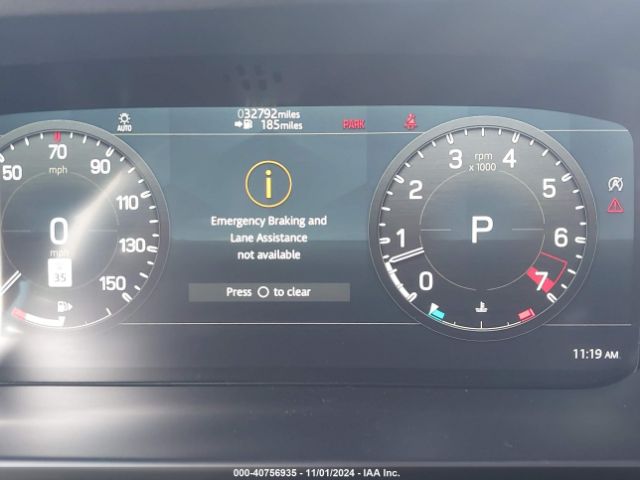 AUTO
032792miles
185miles
PARK
50
70
mph
90
110
130
150
0
mph
35
i
Emergency Braking and
Lane Assistance
not available
Press O to clear
0
1
2
3
4
5
6
7
rpm
x 1000
P
A
11:19 AM
000-40756935 - 11/01/2024 - IAA Inc.